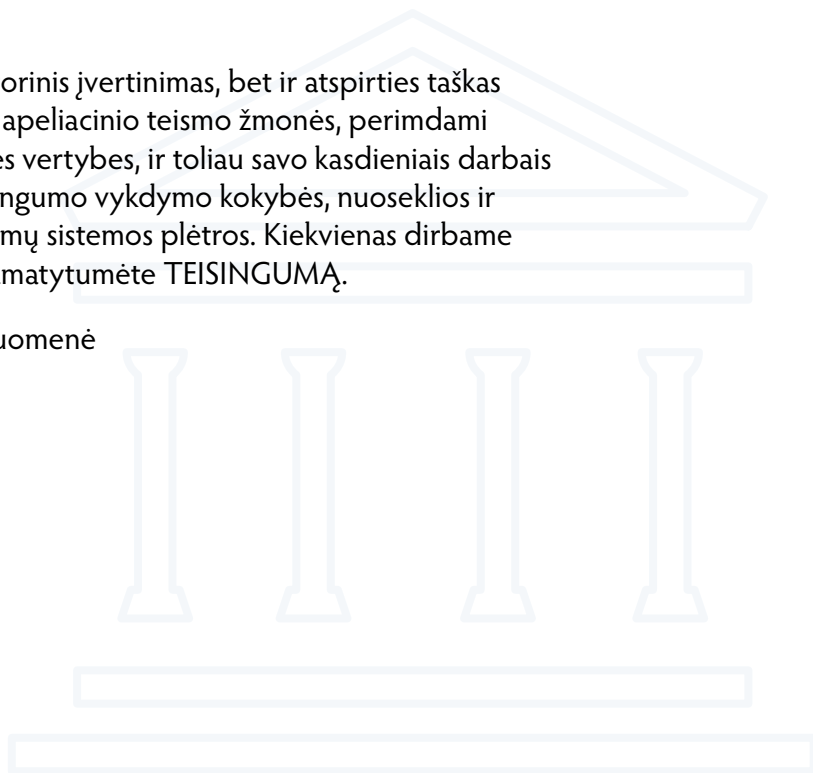 orinis įvertinimas, bet ir atspirties taškas
apeliacinio teismo žmonės, perimdami
es vertybes, ir toliau savo kasdieniais darbais
ngumo vykdymo kokybės, nuoseklios ir
mų sistemos plėtros. Kiekvienas dirbame
matytumėte TEISINGUMĄ.
uomenė